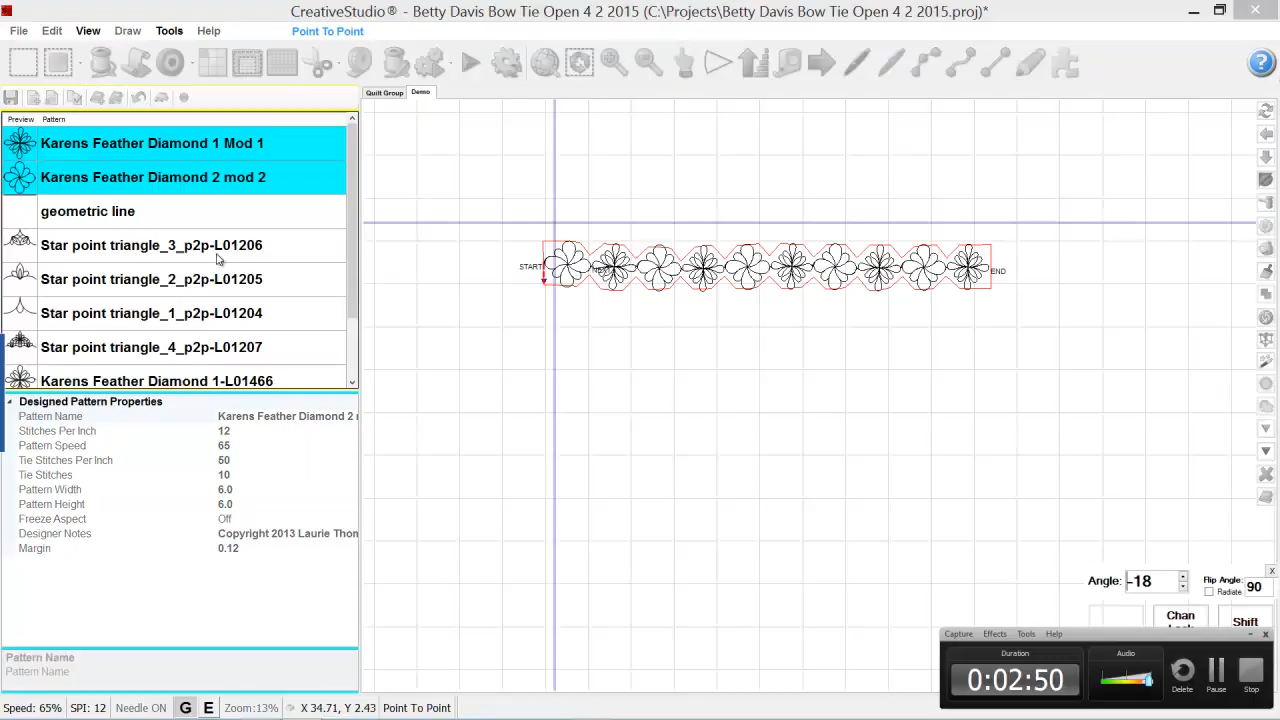 CreativeStudio® - Betty Davis Bow Tie Open 4 2 2015 (C:\Projects\Betty Davis Bow Tie Open 4 2 2015.proj)*
File Edit View Draw Tools Help Point To Point
Quilt Group Demo
Preview Pattern
Karens Feather Diamond 1 Mod 1
Karens Feather Diamond 2 mod 2
geometric line
Star point triangle_3_p2p-L01206
Star point triangle_2_p2p-L01205
Star point triangle_1_p2p-L01204
Star point triangle_4_p2p-L01207
Karens Feather Diamond 1-L01466
START
END
Designed Pattern Properties
Pattern Name Karens Feather Diamond 2
Stitches Per Inch 12
Pattern Speed 65
Tie Stitches Per Inch 50
Tie Stitches 10
Pattern Width 6.0
Pattern Height 6.0
Freeze Aspect Off
Designer Notes Copyright 2013 Laurie Thom
Margin 0.12
Pattern Name
Pattern Name
Angle: -18 Flip Angle: 90
Radiate
Chan
Shift
Capture Effects Tools Help
Duration Audio
0:02:50
Delete Pause Stop
Speed: 65% SPI: 12 Needle ON G E Zoom:13% X 34.71, Y 2.43 Point To Point